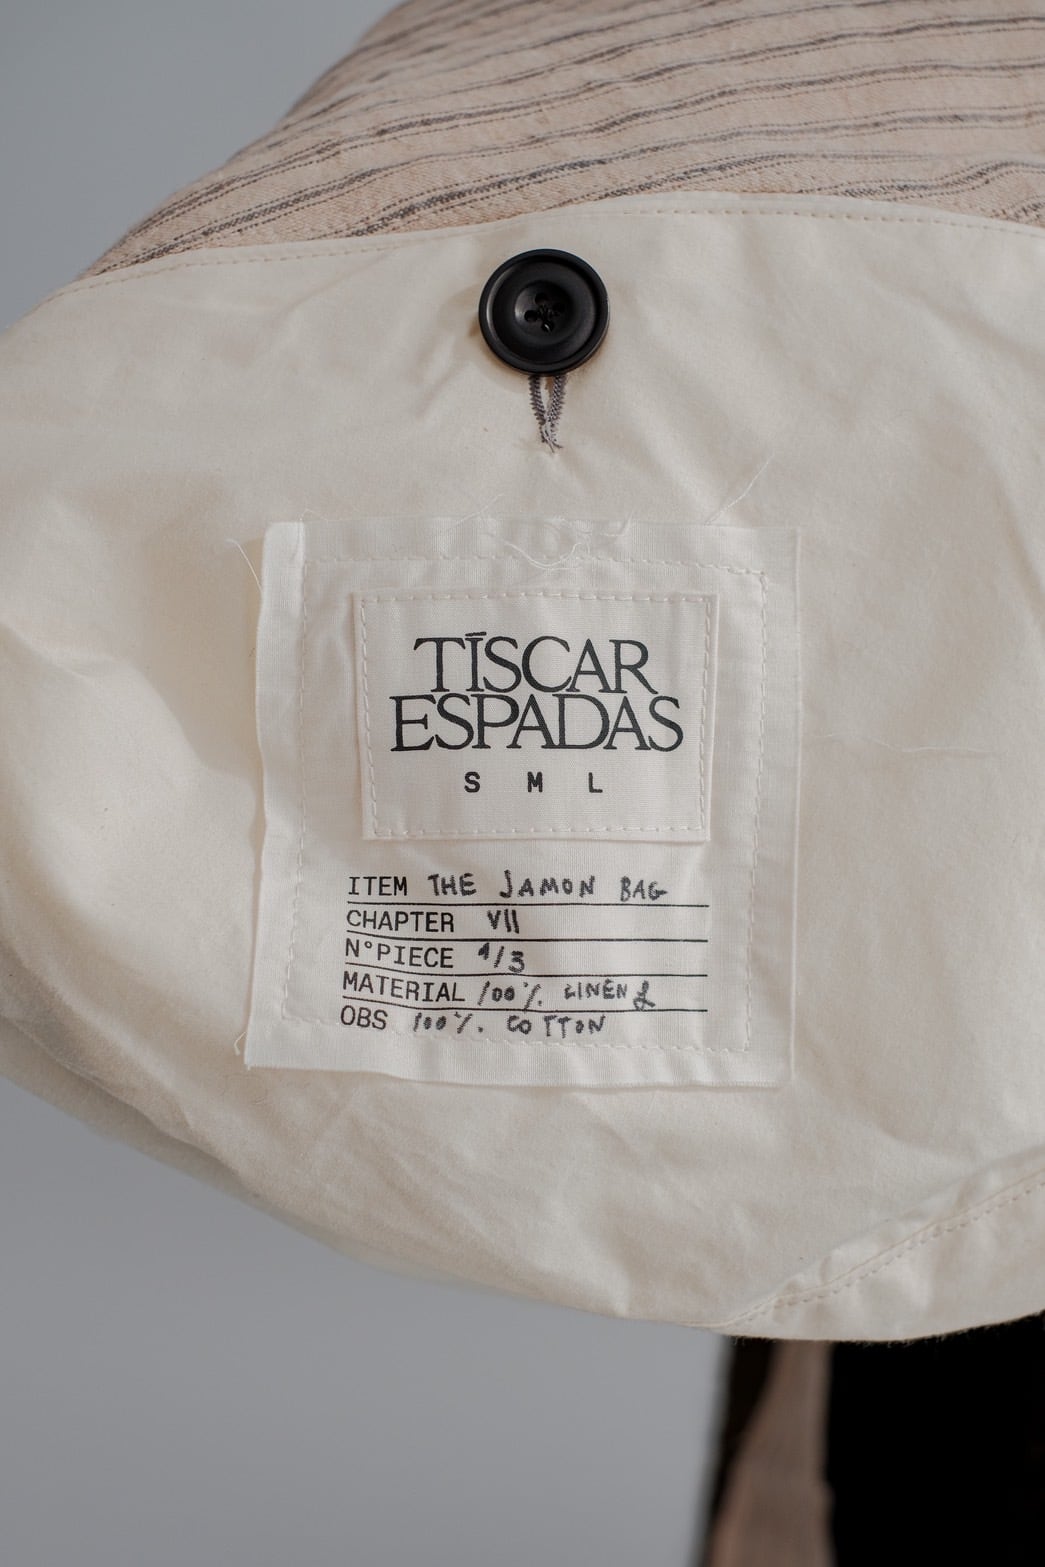 TÍSCAR
ESPADAS
S M L
ITEM THE JAMON BAG
CHAPTER VII
N°PIECE 1/3
MATERIAL 100%. LINEN &
OBS 100%. COTTON